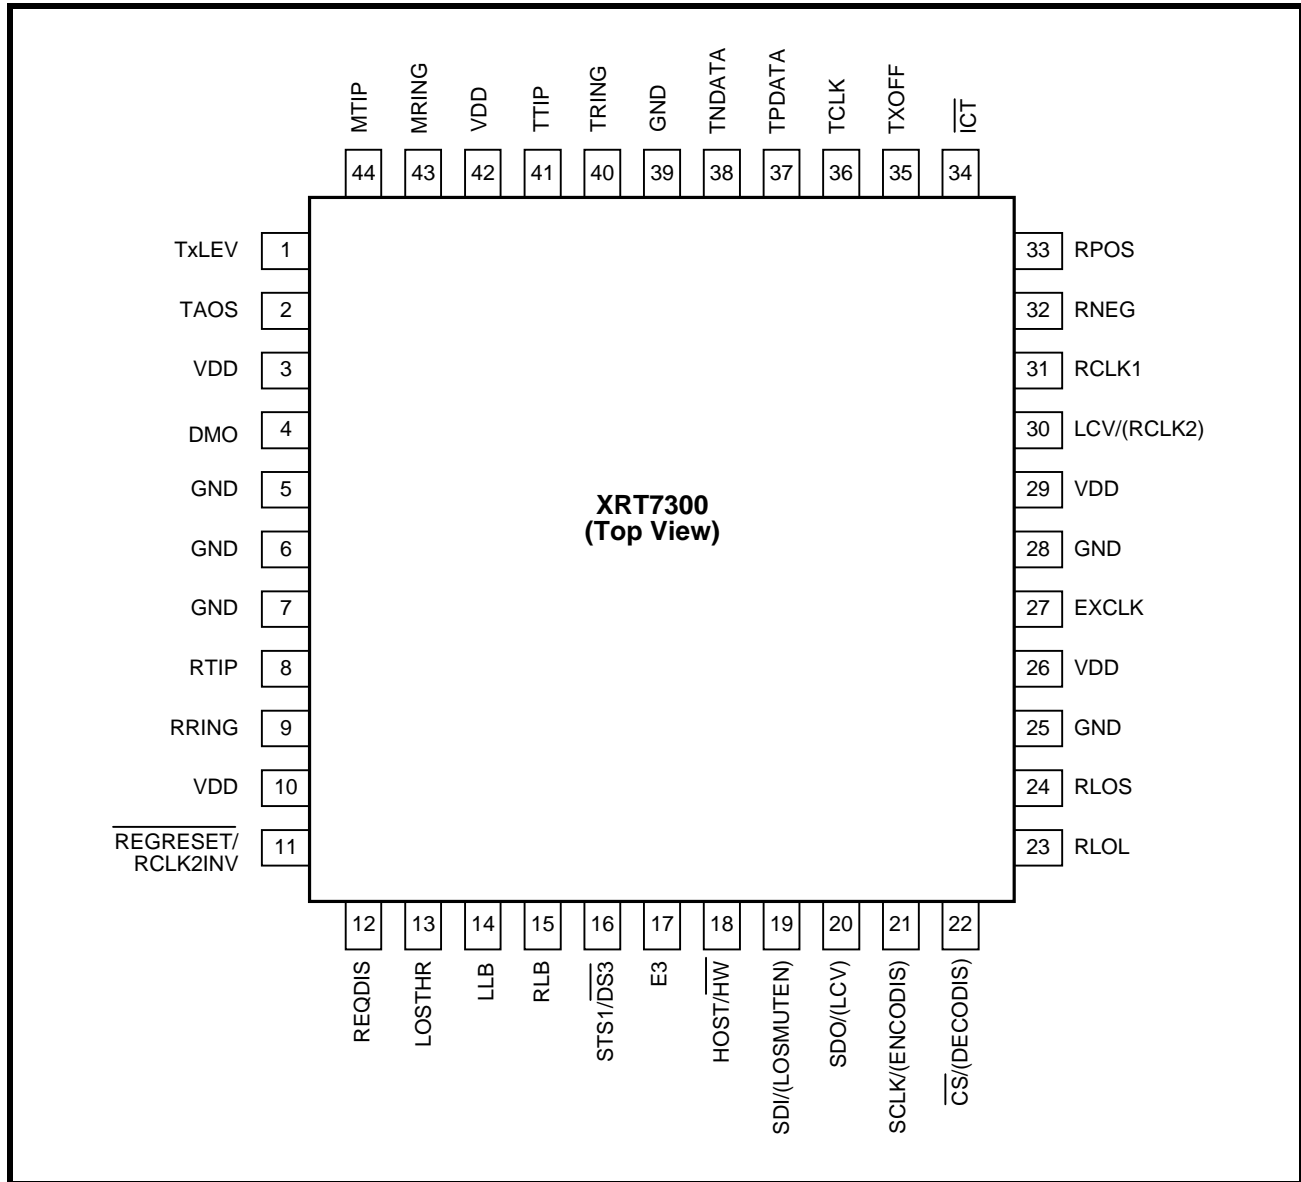 MTIP
MRING
VDD
TTIP
TRING
GND
TNDATA
TPDATA
TCLK
TXOFF
ICT
44
43
42
41
40
39
38
37
36
35
34
TxLEV 1
TAOS 2
VDD 3
DMO 4
GND 5
GND 6
GND 7
RTIP 8
RRING 9
VDD 10
REGRESET/
RCLK2INV
11
XRT7300
(Top View)
33 RPOS
32 RNEG
31 RCLK1
30 LCV/(RCLK2)
29 VDD
28 GND
27 EXCLK
26 VDD
25 GND
24 RLOS
23 RLOL
12
13
14
15
16
17
18
19
20
21
22
REQDIS
LOSTHR
LLB
RLB
STS1/DS3
E3
HOST/HW
SDI/(LOSMUTEN)
SDO/(LCV)
SCLK/(ENCODIS)
CS/(DECODIS)